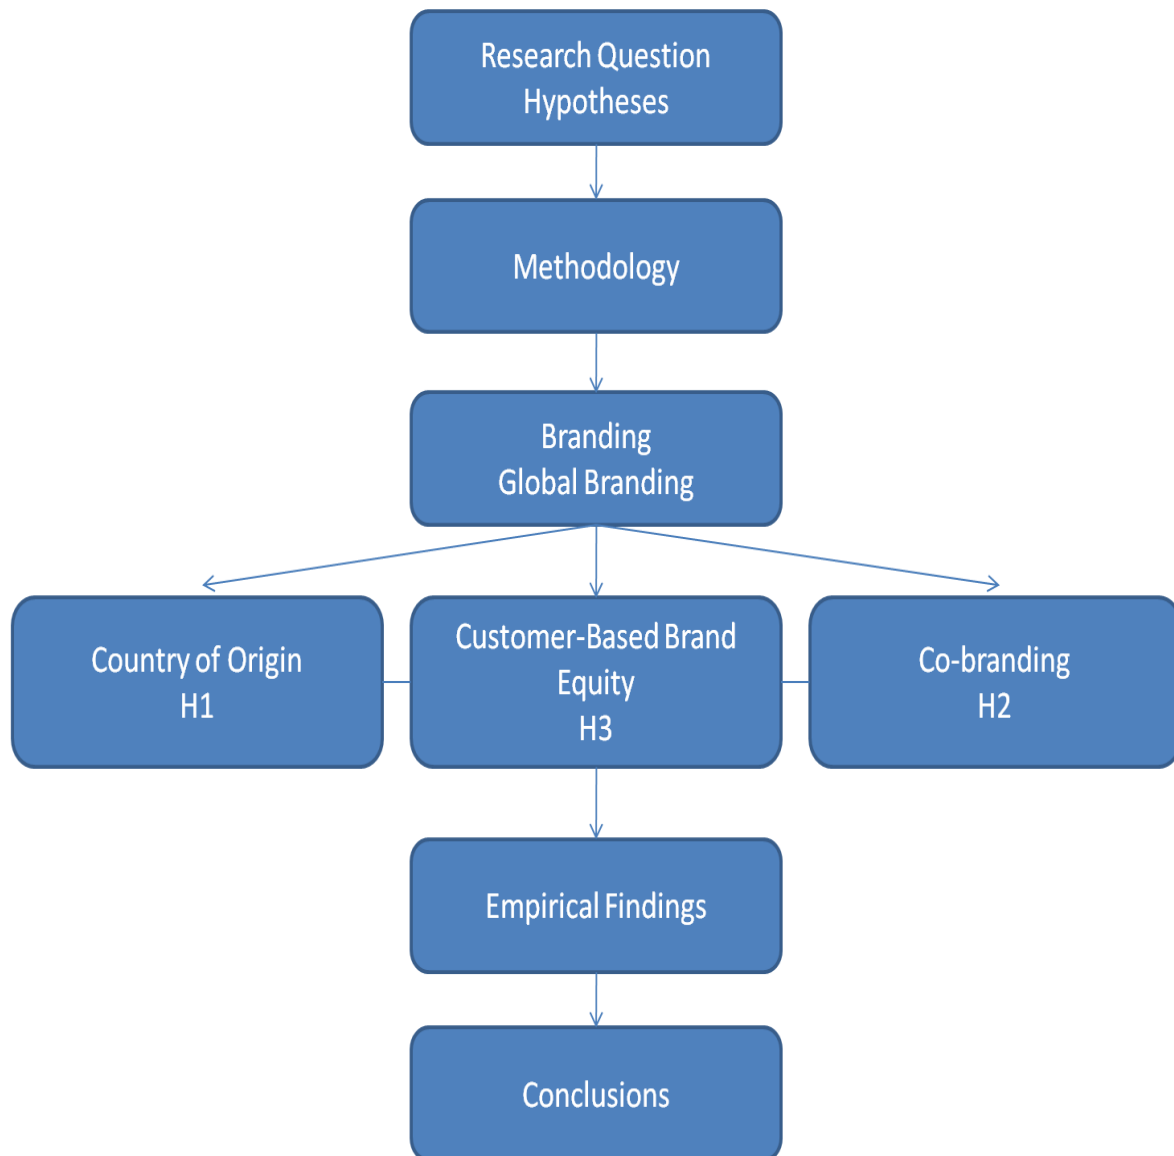 Research Question
Hypotheses
Methodology
Branding
Global Branding
Country of Origin
H1
Customer-Based Brand
Equity
H3
Co-branding
H2
Empirical Findings
Conclusions